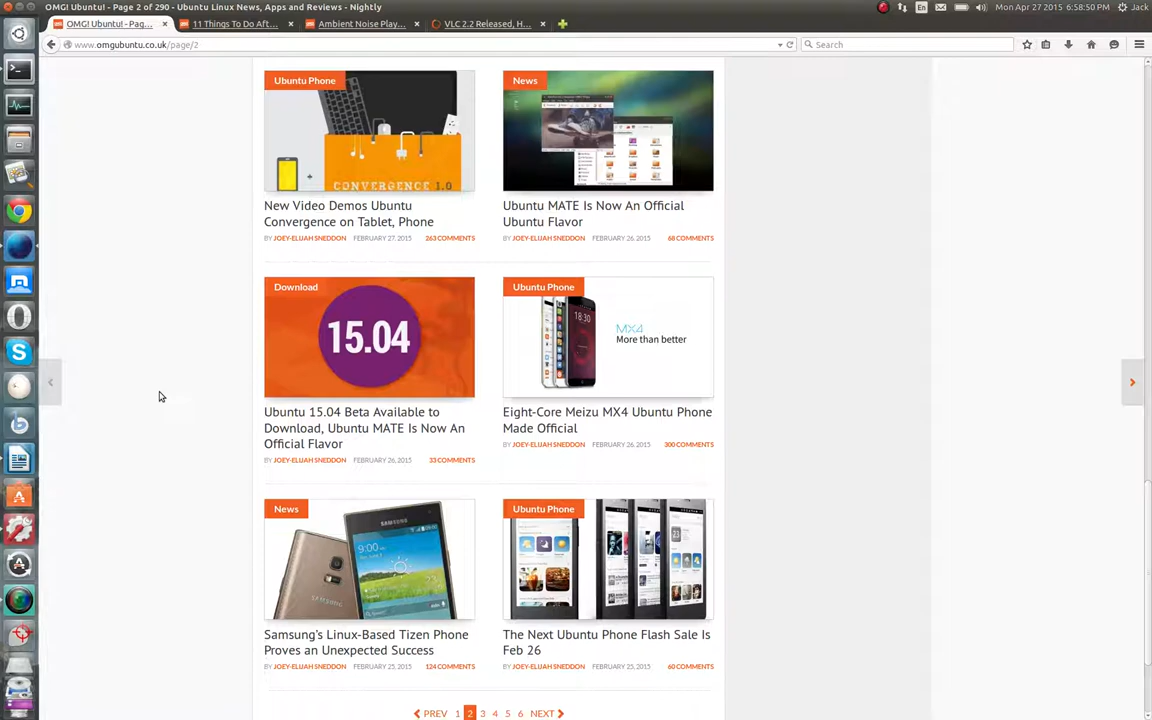 OMG! Ubuntu! - Page 2 of 290 - Ubuntu Linux News, Apps and Reviews - Nightly
En
Mon Apr 27 2015 6:58:50 PM
Jack
OMG! Ubuntu! - Pag...
11 Things To Do Aft...
Ambient Noise Play...
VLC 2.2 Released, H...
www.omgubuntu.co.uk/page/2
Search
Ubuntu Phone
CONVERGENCE 1.0
New Video Demos Ubuntu
Convergence on Tablet, Phone
BY JOEY-ELIJAH SNEDDON FEBRUARY 27, 2015 263 COMMENTS
News
Ubuntu MATE Is Now An Official
Ubuntu Flavor
BY JOEY-ELIJAH SNEDDON FEBRUARY 26, 2015 68 COMMENTS
Download
15.04
Ubuntu 15.04 Beta Available to
Download, Ubuntu MATE Is Now An
Official Flavor
BY JOEY-ELIJAH SNEDDON FEBRUARY 26, 2015 33 COMMENTS
Ubuntu Phone
18:30
MX4
More than better
Eight-Core Meizu MX4 Ubuntu Phone
Made Official
BY JOEY-ELIJAH SNEDDON FEBRUARY 26, 2015 300 COMMENTS
News
SAMSUNG
9:00
SAMSUNG
Samsung's Linux-Based Tizen Phone
Proves an Unexpected Success
BY JOEY-ELIJAH SNEDDON FEBRUARY 25, 2015 124 COMMENTS
Ubuntu Phone
23
The Next Ubuntu Phone Flash Sale Is
Feb 26
BY JOEY-ELIJAH SNEDDON FEBRUARY 25, 2015 60 COMMENTS
PREV 1 2 3 4 5 6 NEXT